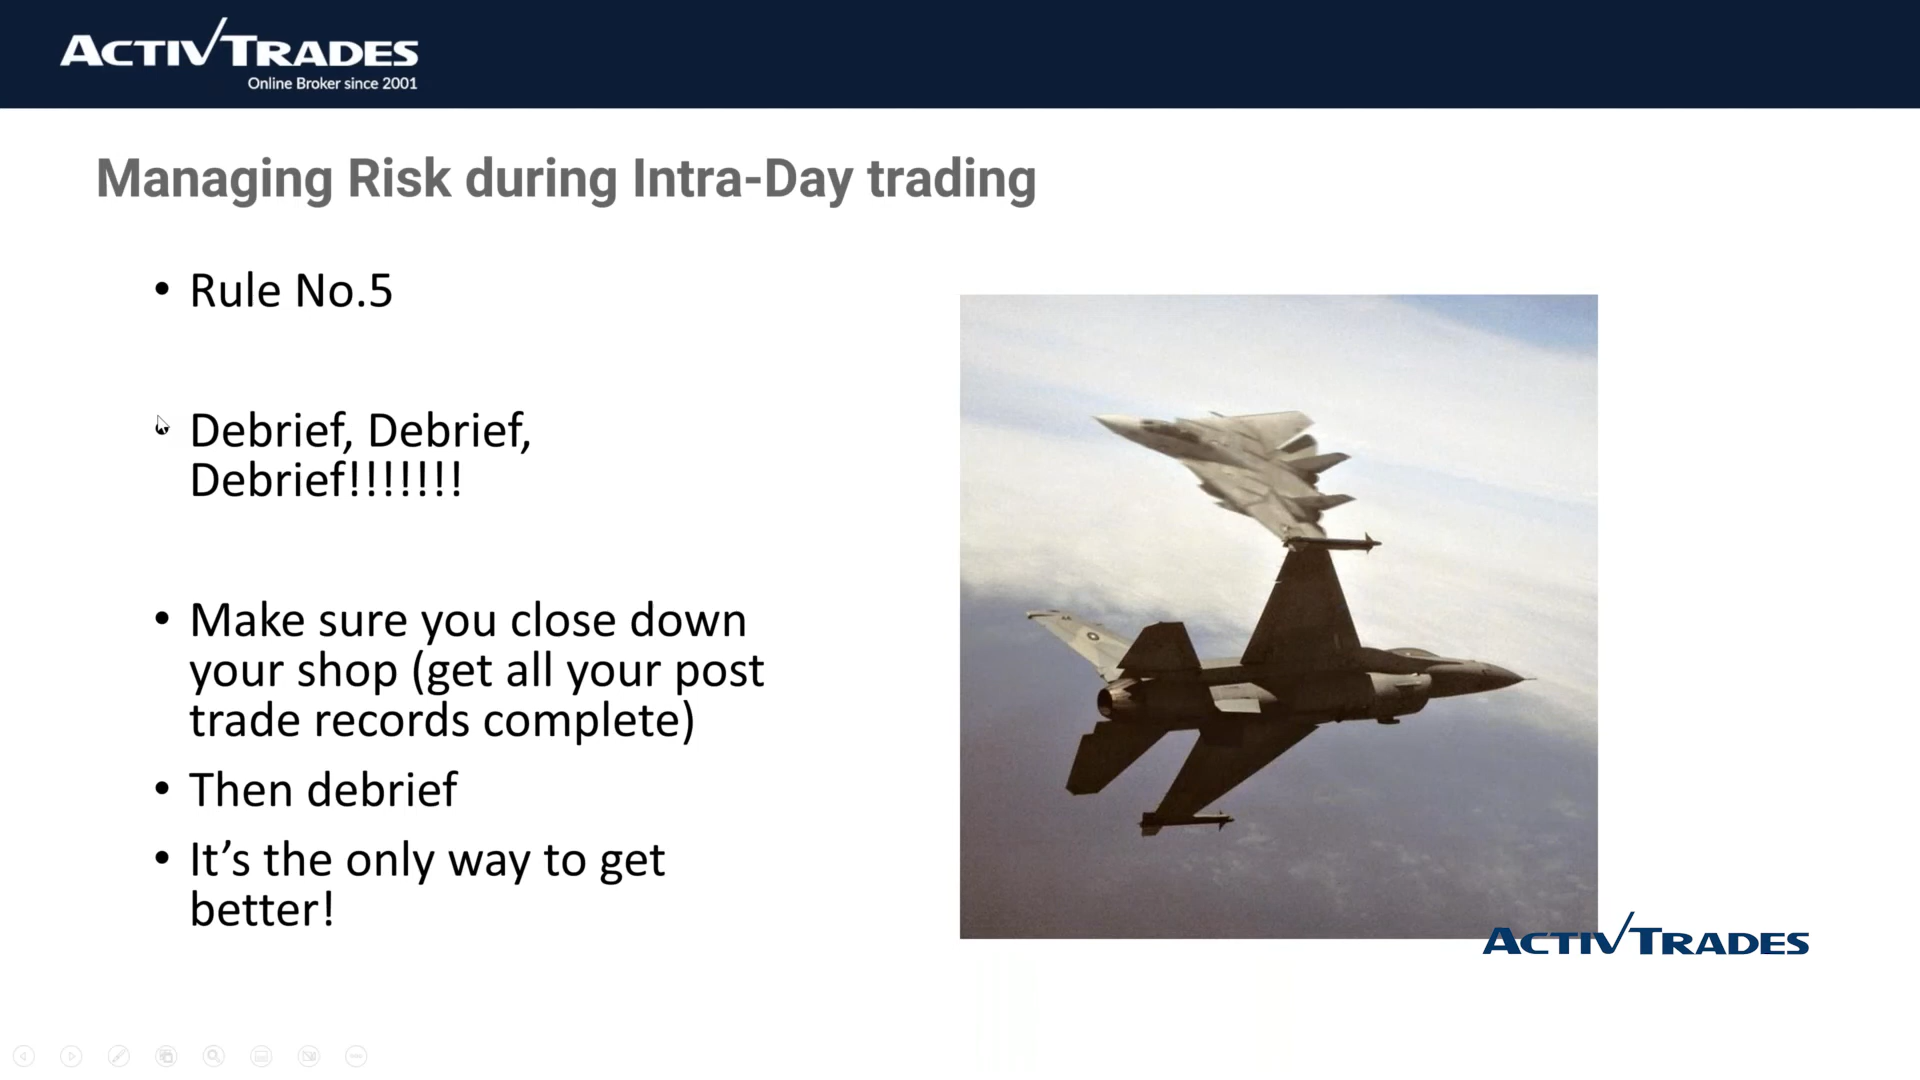 ACTIVTRADES
Online Broker since 2001
Managing Risk during Intra-Day trading
• Rule No.5
Debrief, Debrief,
Debrief!!!!!!!
• Make sure you close down
your shop (get all your post
trade records complete)
• Then debrief
• It’s the only way to get
better!
ACTIVTRADES